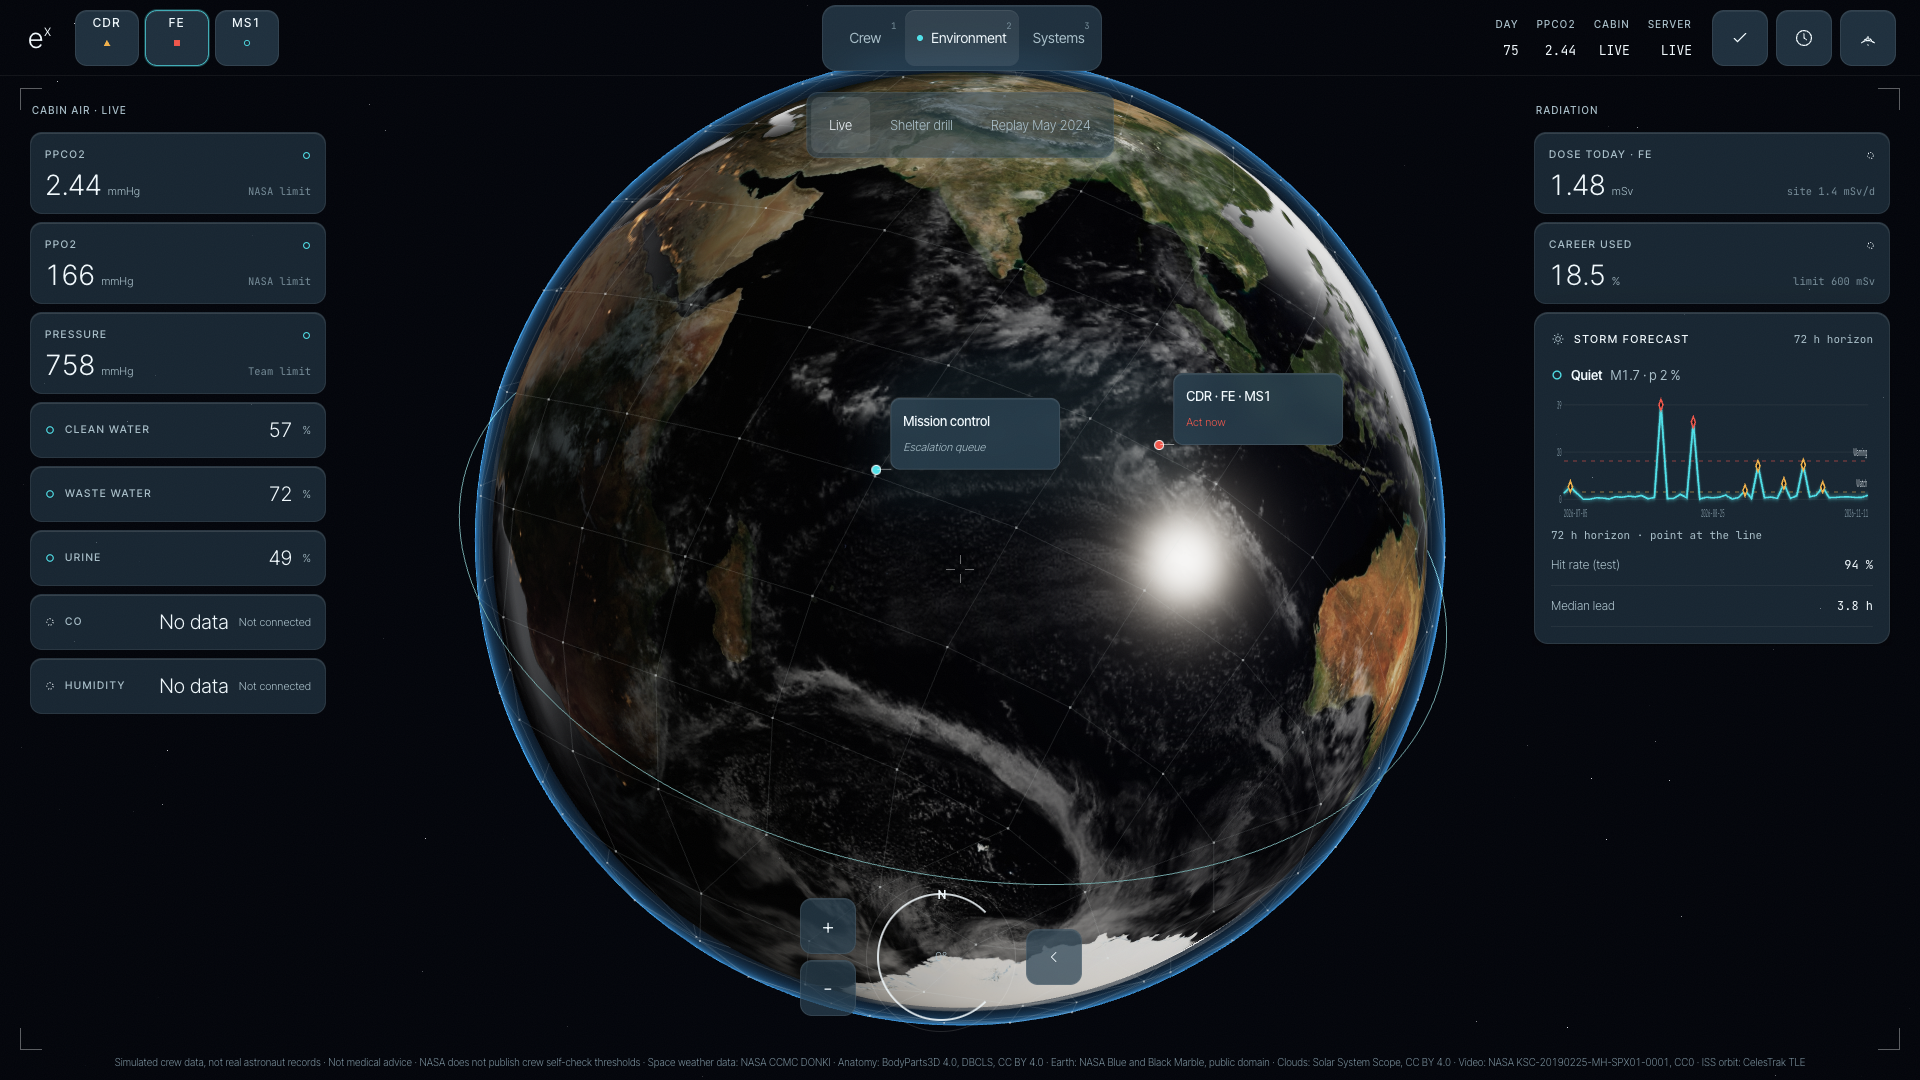 eˣ
CDR
FE
MS1
Crew 1
Environment 2
Systems 3
DAY PPCO2 CABIN SERVER
75 2.44 LIVE LIVE
Live Shelter drill Replay May 2024
CABIN AIR · LIVE
PPCO2
2.44 mmHg NASA limit
PPO2
166 mmHg NASA limit
PRESSURE
758 mmHg Team limit
CLEAN WATER 57 %
WASTE WATER 72 %
URINE 49 %
CO No data Not connected
HUMIDITY No data Not connected
Mission control
Escalation queue
CDR · FE · MS1
Act now
N
+
−
RADIATION
DOSE TODAY · FE
1.48 mSv site 1.4 mSv/d
CAREER USED
18.5 % limit 600 mSv
STORM FORECAST 72 h horizon
Quiet M1.7 · p 2 %
Warning
Watch
72 h horizon · point at the line
Hit rate (test) 94 %
Median lead 3.8 h
Simulated crew data, not real astronaut records · Not medical advice · NASA does not publish crew self-check thresholds · Space weather data: NASA CCMC DONKI · Anatomy: BodyParts3D 4.0, DBCLS, CC BY 4.0 · Earth: NASA Blue and Black Marble, public domain · Clouds: Solar System Scope, CC BY 4.0 · Video: NASA KSC-20190225-MH-SPX01-0001, CC0 · ISS orbit: CelesTrak TLE